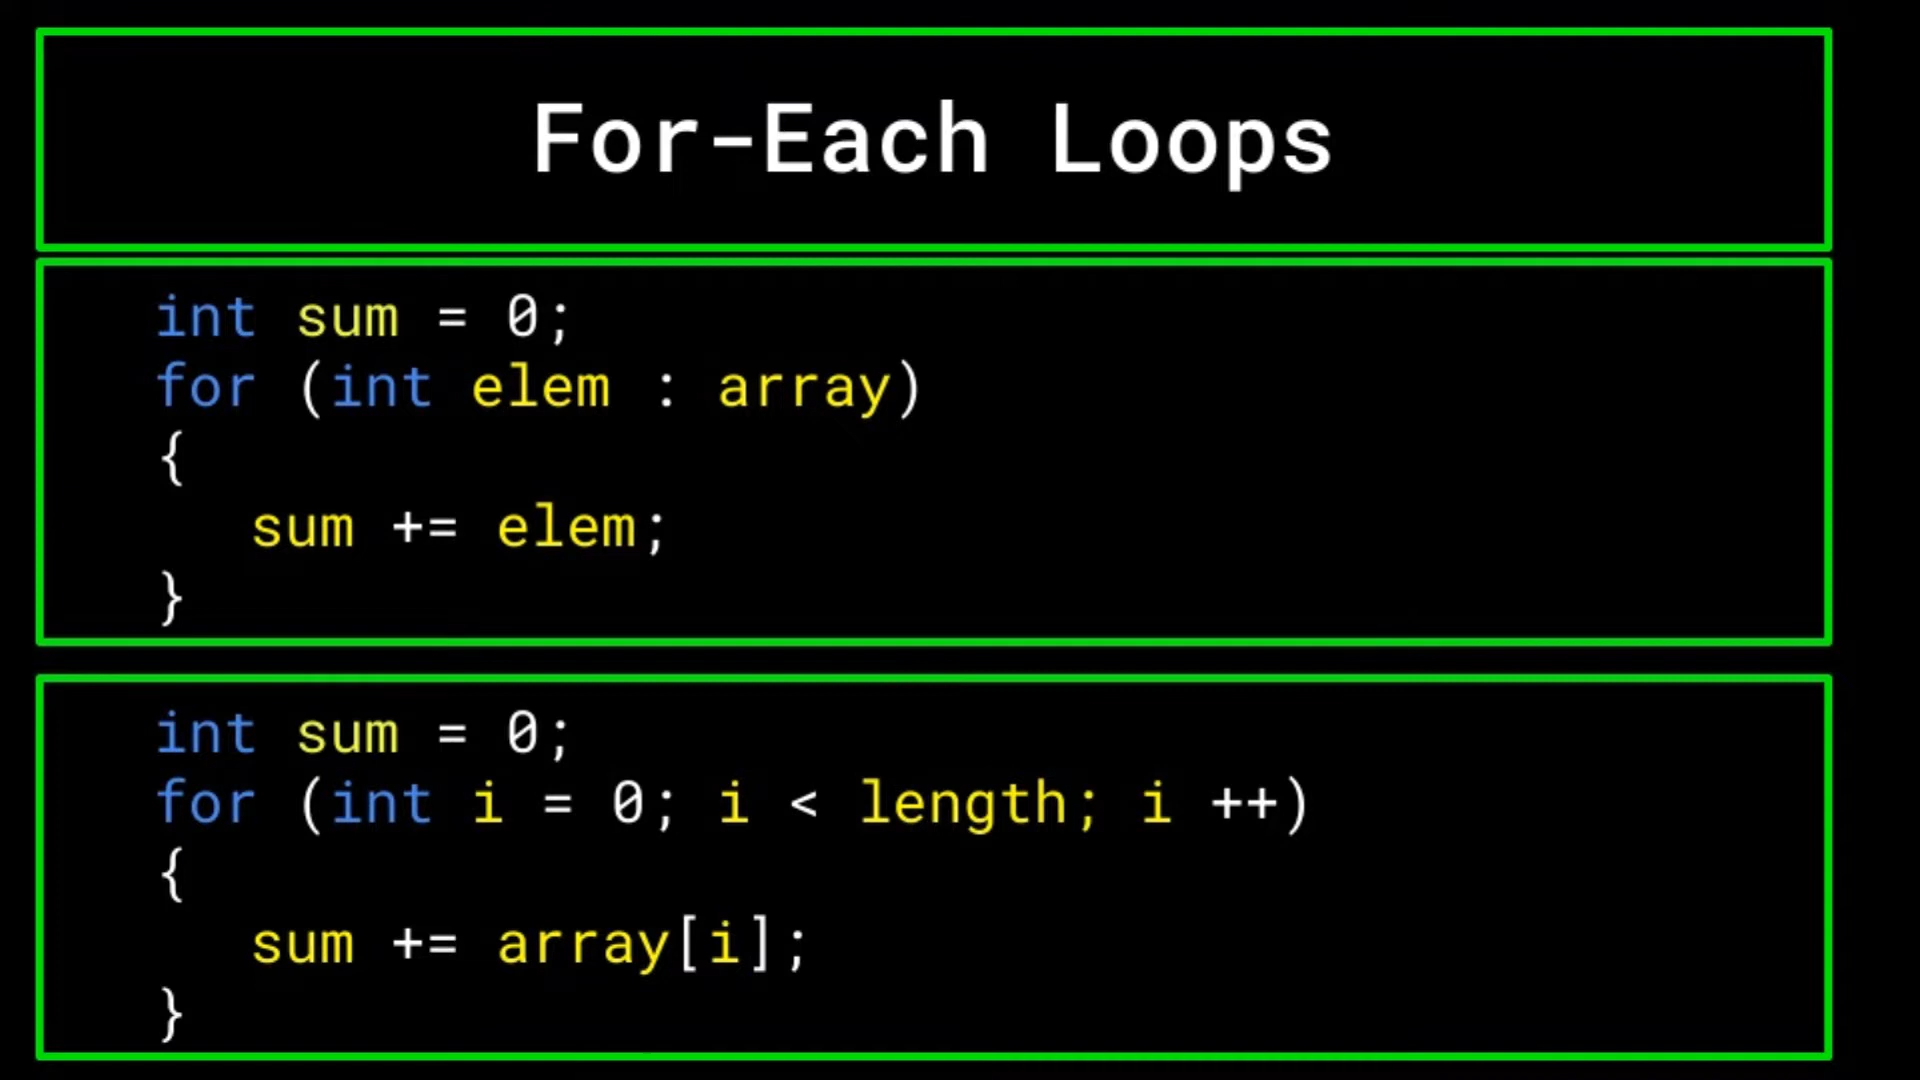 For-Each Loops
int sum = 0;
for (int elem : array)
{
sum += elem;
}
int sum = 0;
for (int i = 0; i < length; i ++)
{
sum += array[i];
}